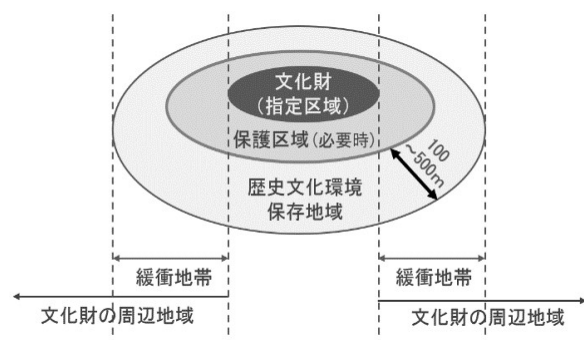 文化財
（指定区域）
保護区域（必要時）
100
～500m
歴史文化環境
保存地域
緩衝地帯
緩衝地帯
文化財の周辺地域
文化財の周辺地域